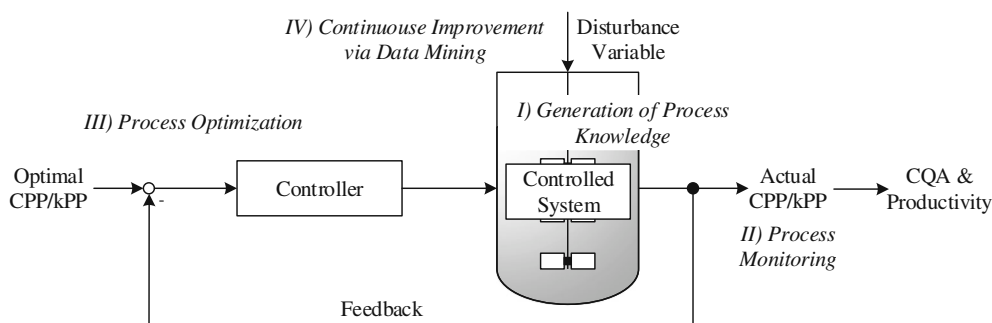 IV) Continuouse Improvement
via Data Mining
Disturbance
Variable
I) Generation of Process
Knowledge
III) Process Optimization
Optimal
CPP/kPP
-
Controller
Controlled
System
Actual
CPP/kPP
CQA &
Productivity
II) Process
Monitoring
Feedback